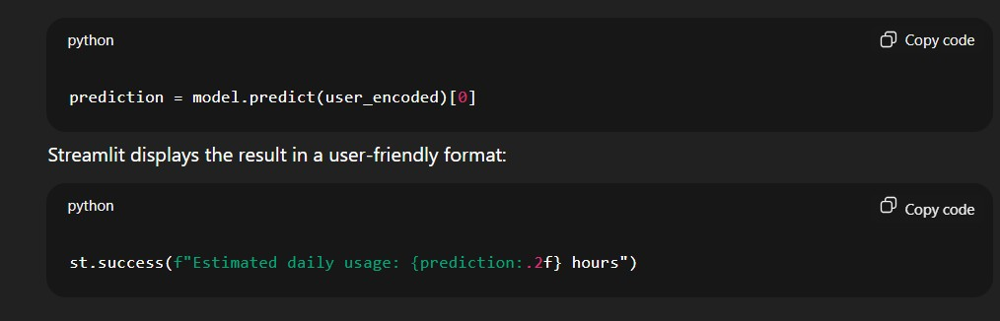 python
Copy code
prediction = model.predict(user_encoded)[0]
Streamlit displays the result in a user-friendly format:
python
Copy code
st.success(f"Estimated daily usage: {prediction:.2f} hours")